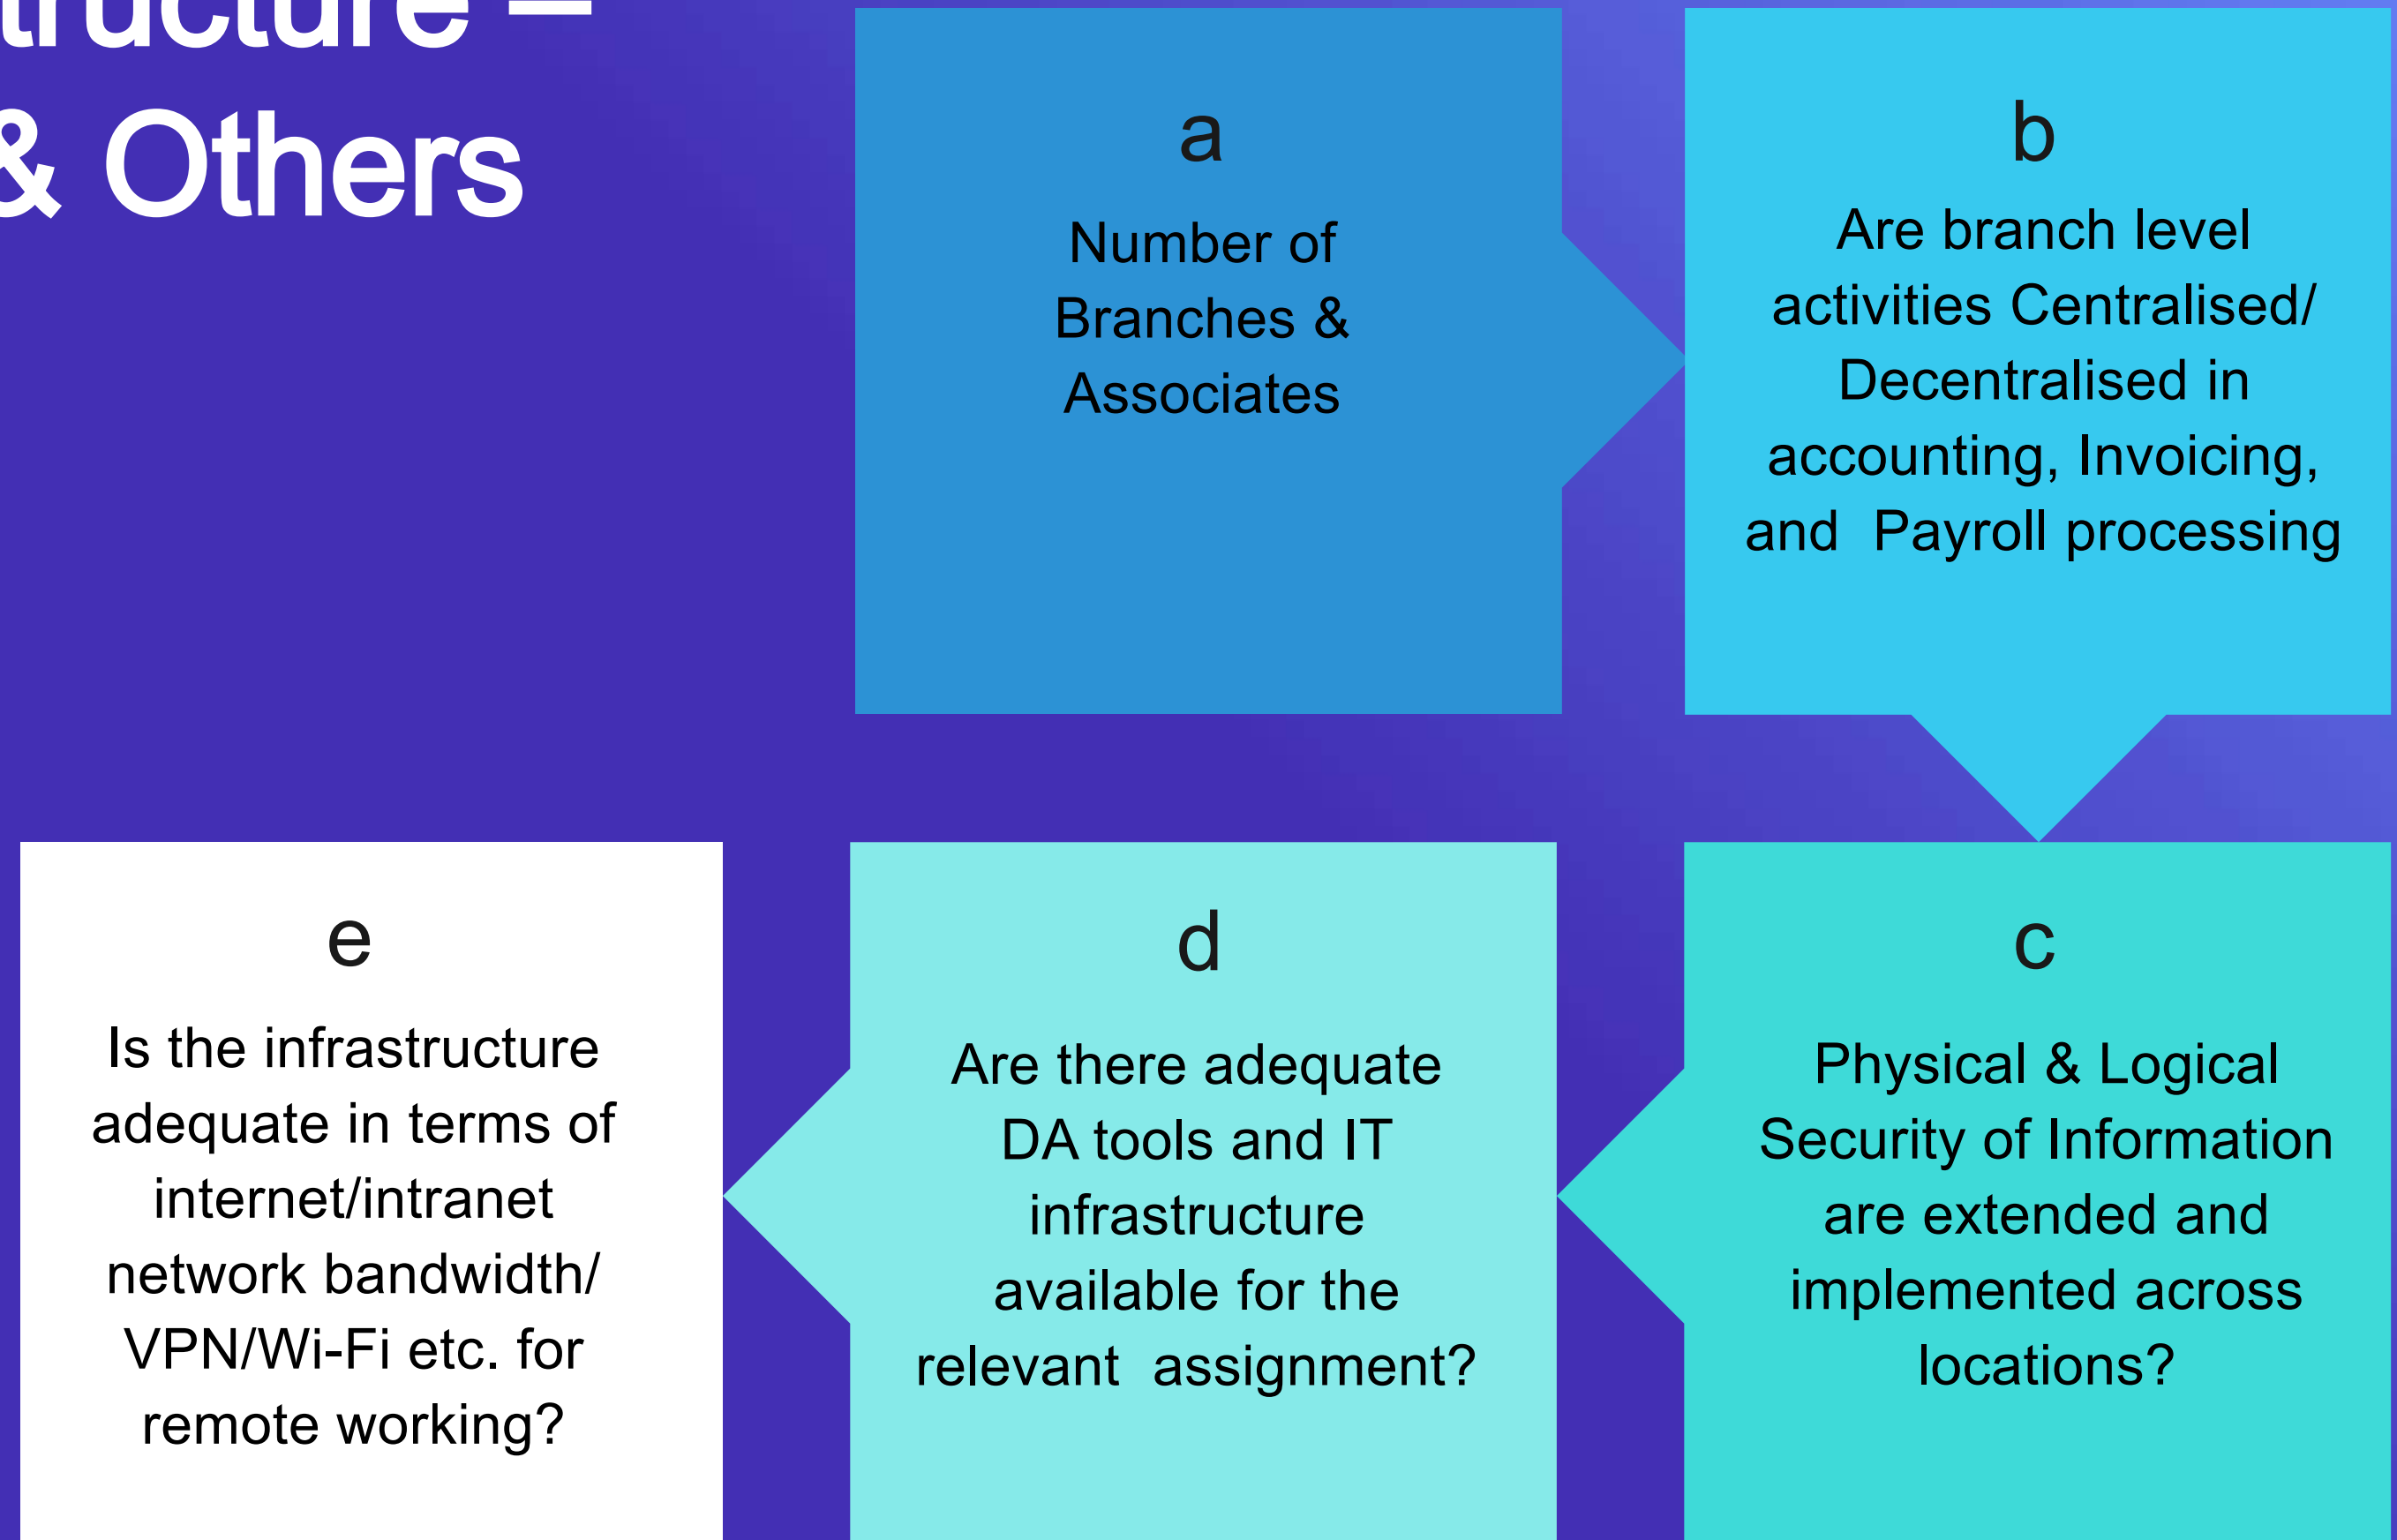 tructure –
& Others
a
Number of
Branches &
Associates
b
Are branch level
activities Centralised/
Decentralised in
accounting, Invoicing,
and  Payroll processing
c
Physical & Logical
Security of Information
are extended and
implemented across
locations?
d
Are there adequate
DA tools and IT
infrastructure
available for the
relevant  assignment?
e
Is the infrastructure
adequate in terms of
internet/intranet
network bandwidth/
VPN/Wi-Fi etc. for
remote working?